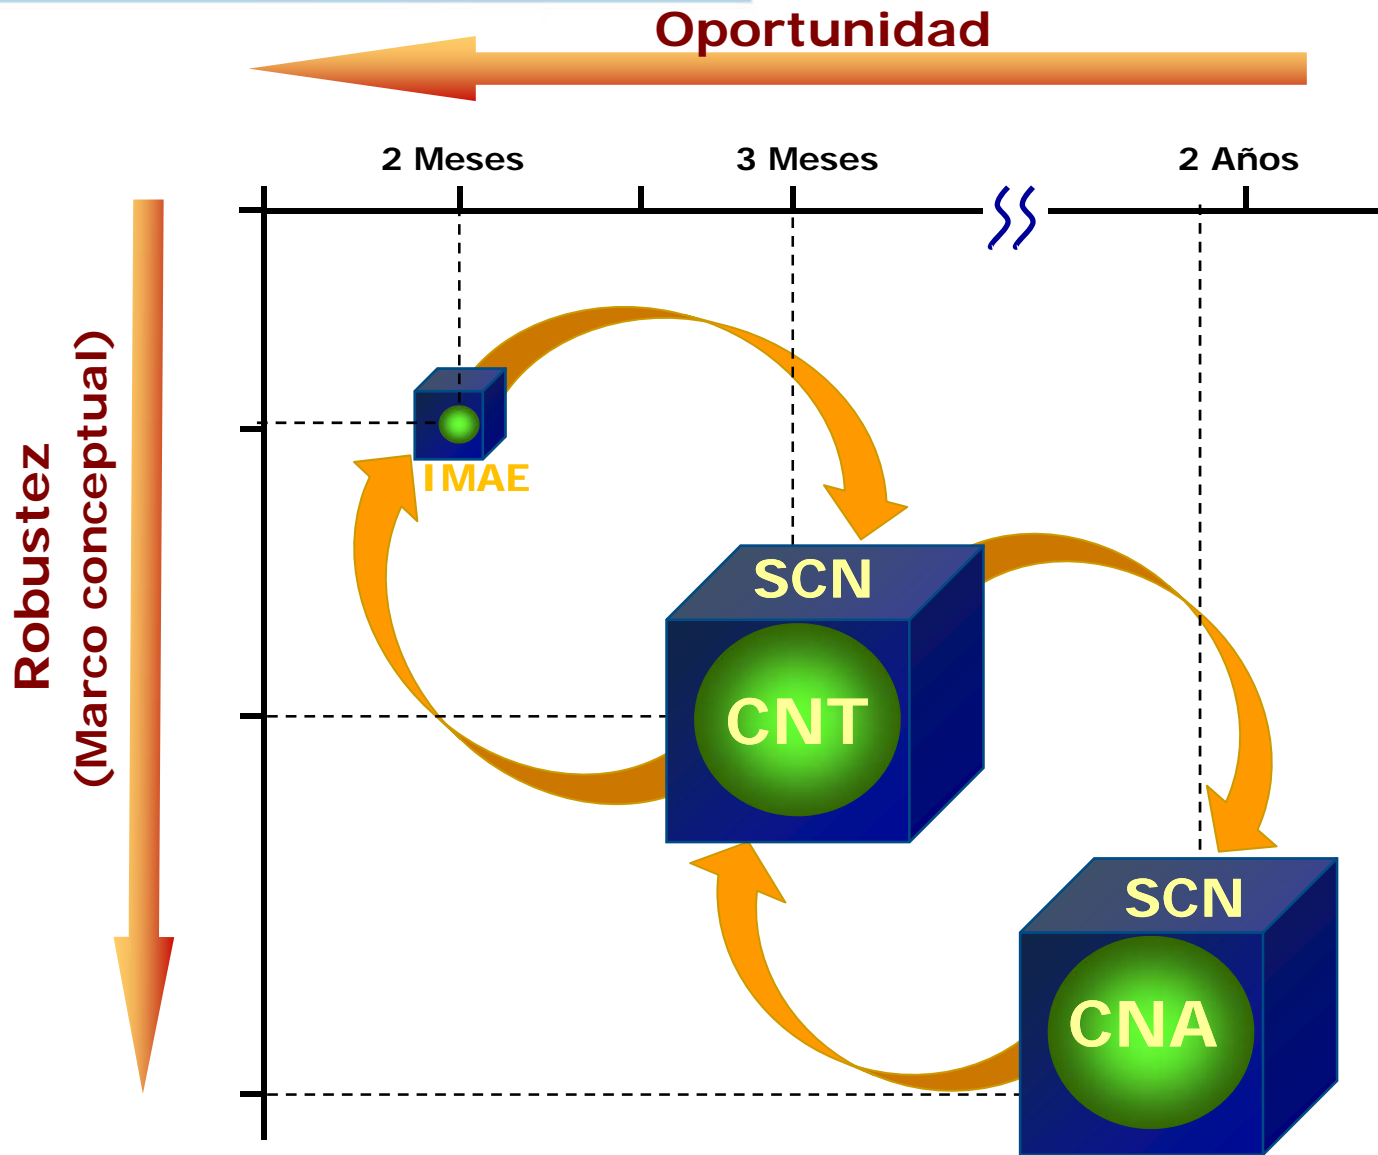 Oportunidad
2 Meses
3 Meses
2 Años
Robustez
(Marco conceptual)
IMAE
SCN
CNT
SCN
CNA